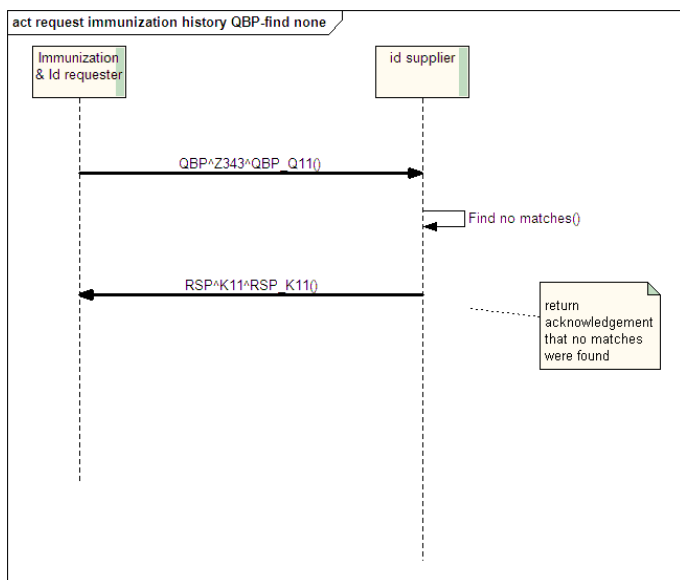 act request immunization history QBP-find none
Immunization
& Id requester
id supplier
QBP^Z343^QBP_Q11()
Find no matches()
RSP^K11^RSP_K11()
return
acknowledgement
that no matches
were found